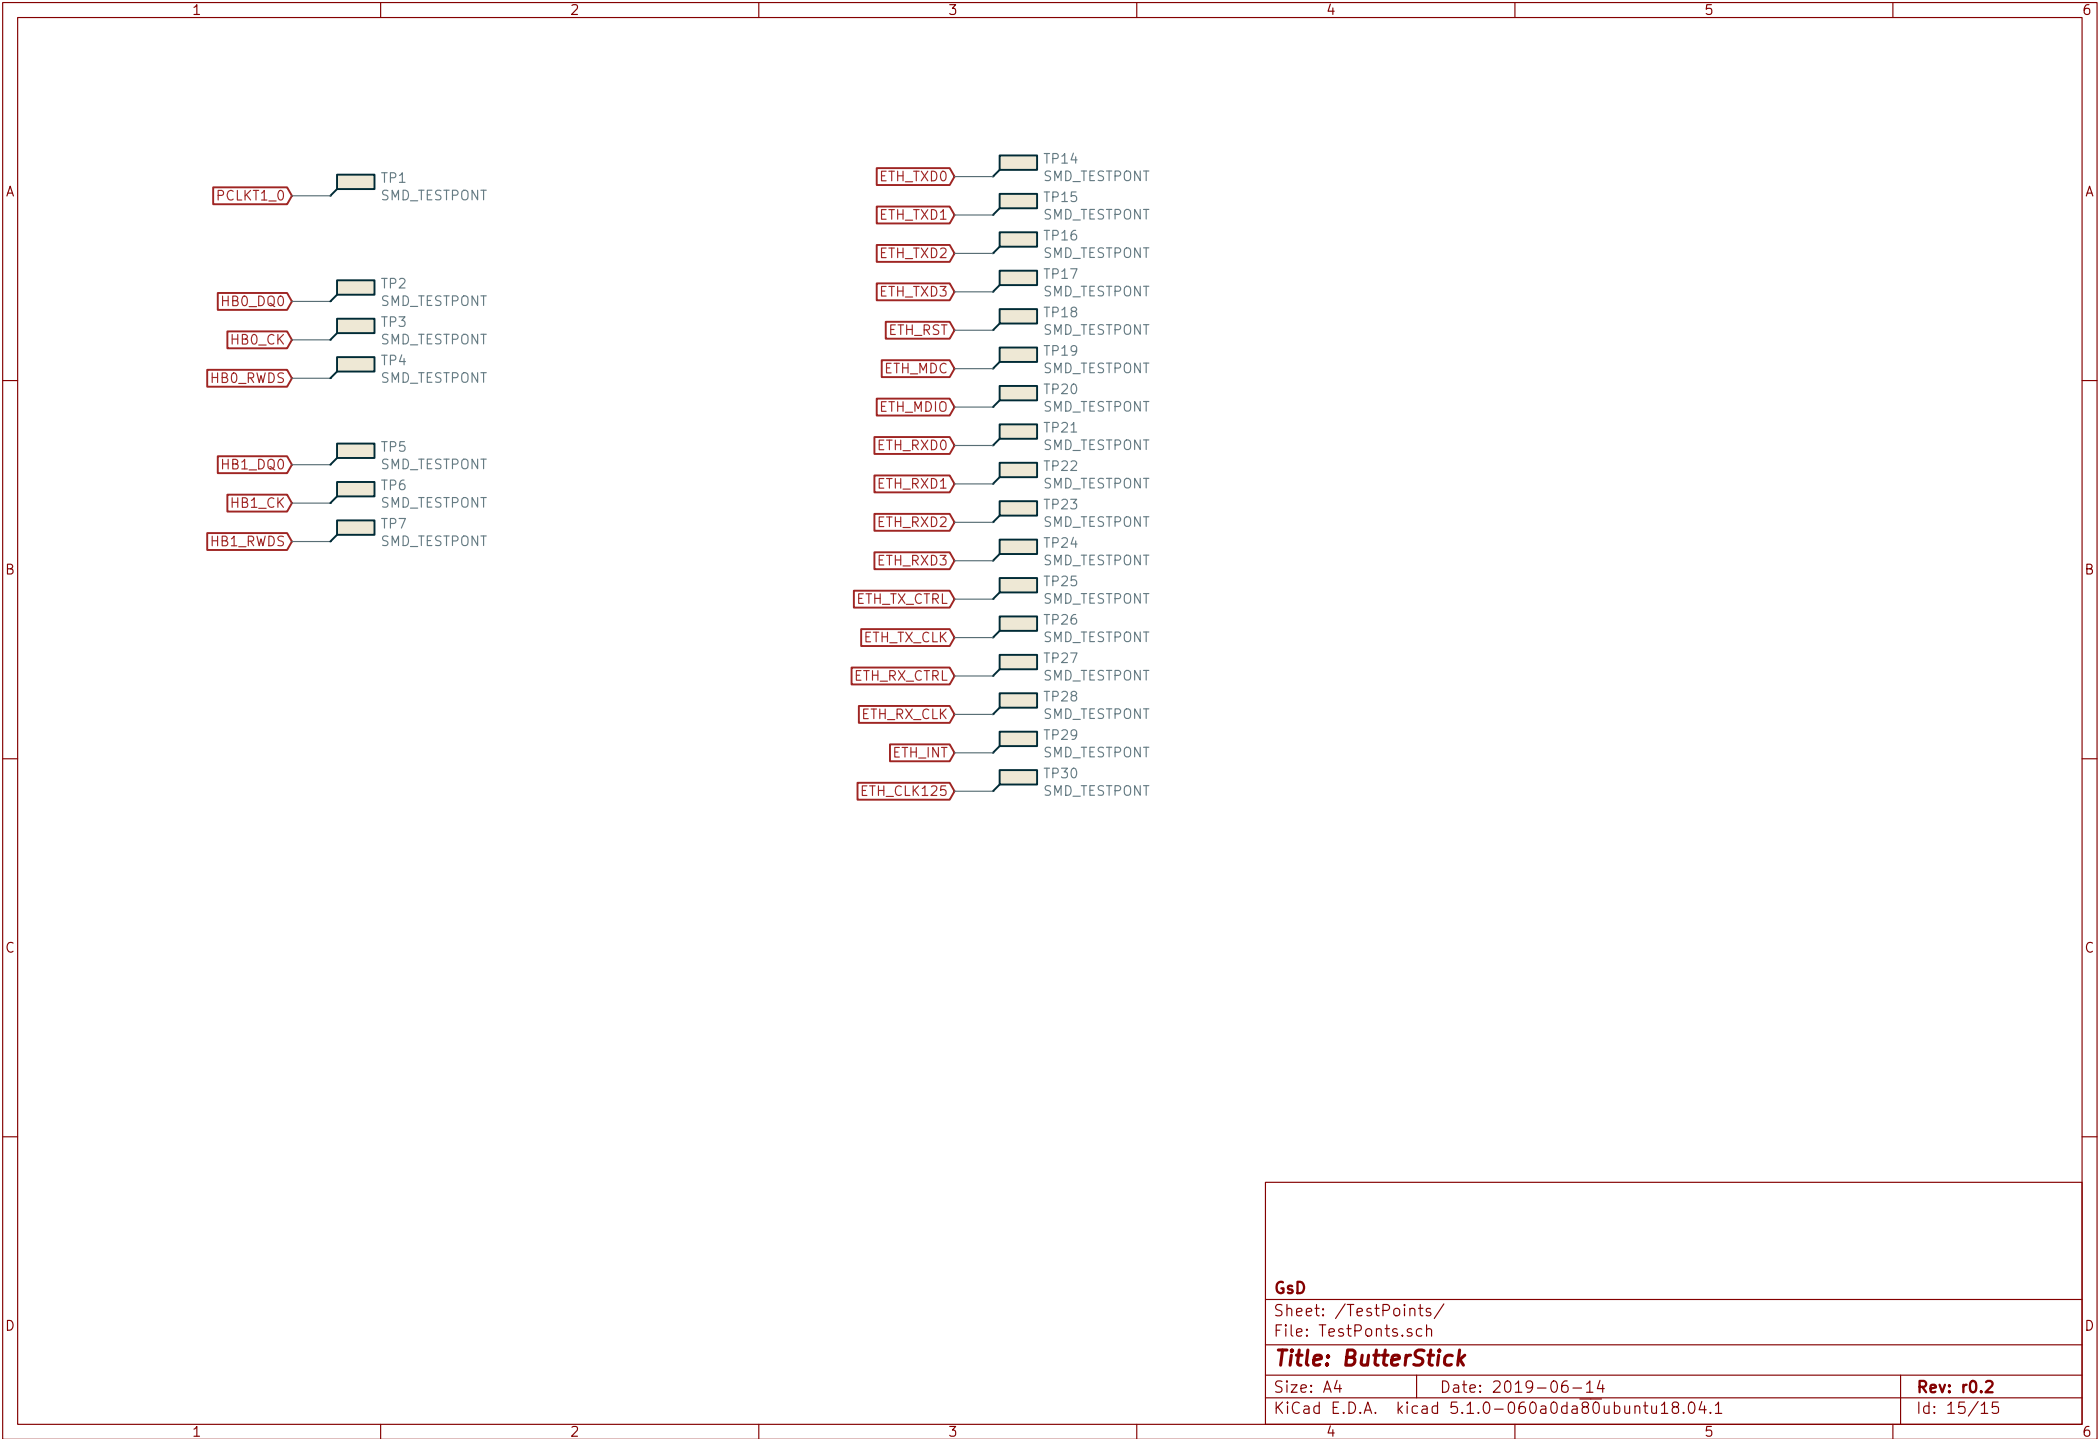 1 2 3 4 5 6
A A
TP1
PCLKT1_0 SMD_TESTPONT
TP2
HB0_DQ0 SMD_TESTPONT
TP3
HB0_CK SMD_TESTPONT
TP4
HB0_RWDS SMD_TESTPONT
TP5
HB1_DQ0 SMD_TESTPONT
TP6
HB1_CK SMD_TESTPONT
TP7
HB1_RWDS SMD_TESTPONT
TP14
ETH_TXD0 SMD_TESTPONT
TP15
ETH_TXD1 SMD_TESTPONT
TP16
ETH_TXD2 SMD_TESTPONT
TP17
ETH_TXD3 SMD_TESTPONT
TP18
ETH_RST SMD_TESTPONT
TP19
ETH_MDC SMD_TESTPONT
TP20
ETH_MDIO SMD_TESTPONT
TP21
ETH_RXD0 SMD_TESTPONT
TP22
ETH_RXD1 SMD_TESTPONT
TP23
ETH_RXD2 SMD_TESTPONT
TP24
ETH_RXD3 SMD_TESTPONT
TP25
ETH_TX_CTRL SMD_TESTPONT
TP26
ETH_TX_CLK SMD_TESTPONT
TP27
ETH_RX_CTRL SMD_TESTPONT
TP28
ETH_RX_CLK SMD_TESTPONT
TP29
ETH_INT SMD_TESTPONT
TP30
ETH_CLK125 SMD_TESTPONT
B B
C C
D D
GsD
Sheet: /TestPoints/
File: TestPonts.sch
Title: ButterStick
Size: A4 Date: 2019-06-14 Rev: r0.2
KiCad E.D.A. kicad 5.1.0-060a0da80ubuntu18.04.1 Id: 15/15
1 2 3 4 5 6